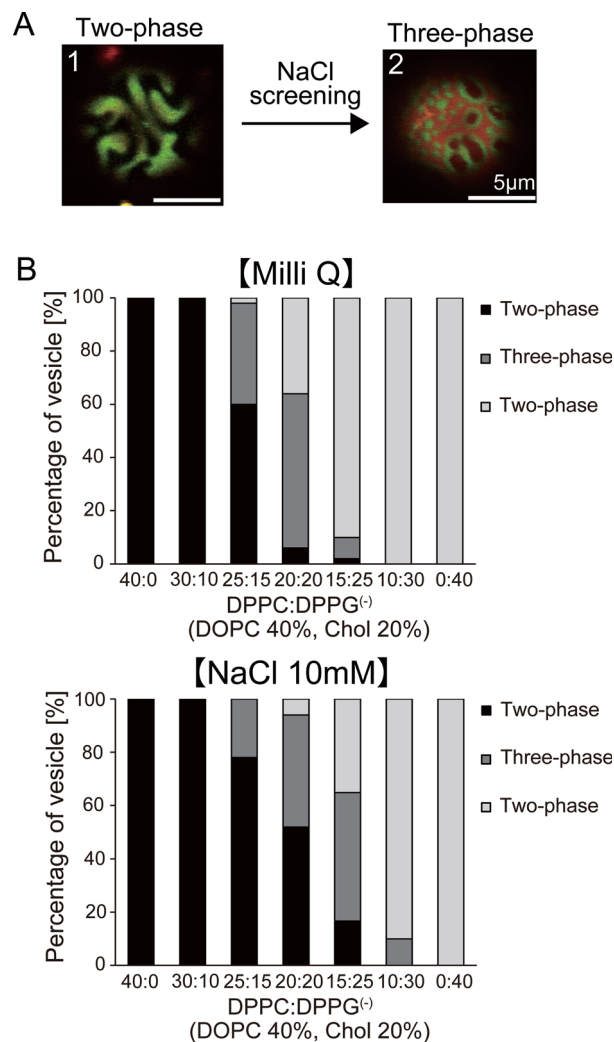 A
Two-phase
Three-phase
1
NaCl
screening
2
5μm
B
【Milli Q】
Percentage of vesicle [%]
100
80
60
40
20
0
Two-phase
Three-phase
Two-phase
40:0 30:10 25:15 20:20 15:25 10:30 0:40
DPPC:DPPG(-)
(DOPC 40%, Chol 20%)
【NaCl 10mM】
Percentage of vesicle [%]
100
80
60
40
20
0
Two-phase
Three-phase
Two-phase
40:0 30:10 25:15 20:20 15:25 10:30 0:40
DPPC:DPPG(-)
(DOPC 40%, Chol 20%)